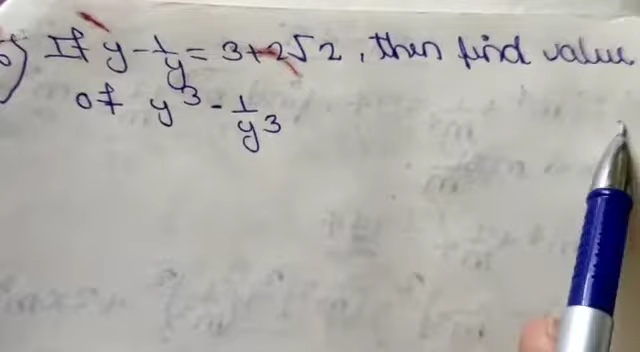 If y - 1/y = 3+2√2, then find value
of y³ - 1/y³